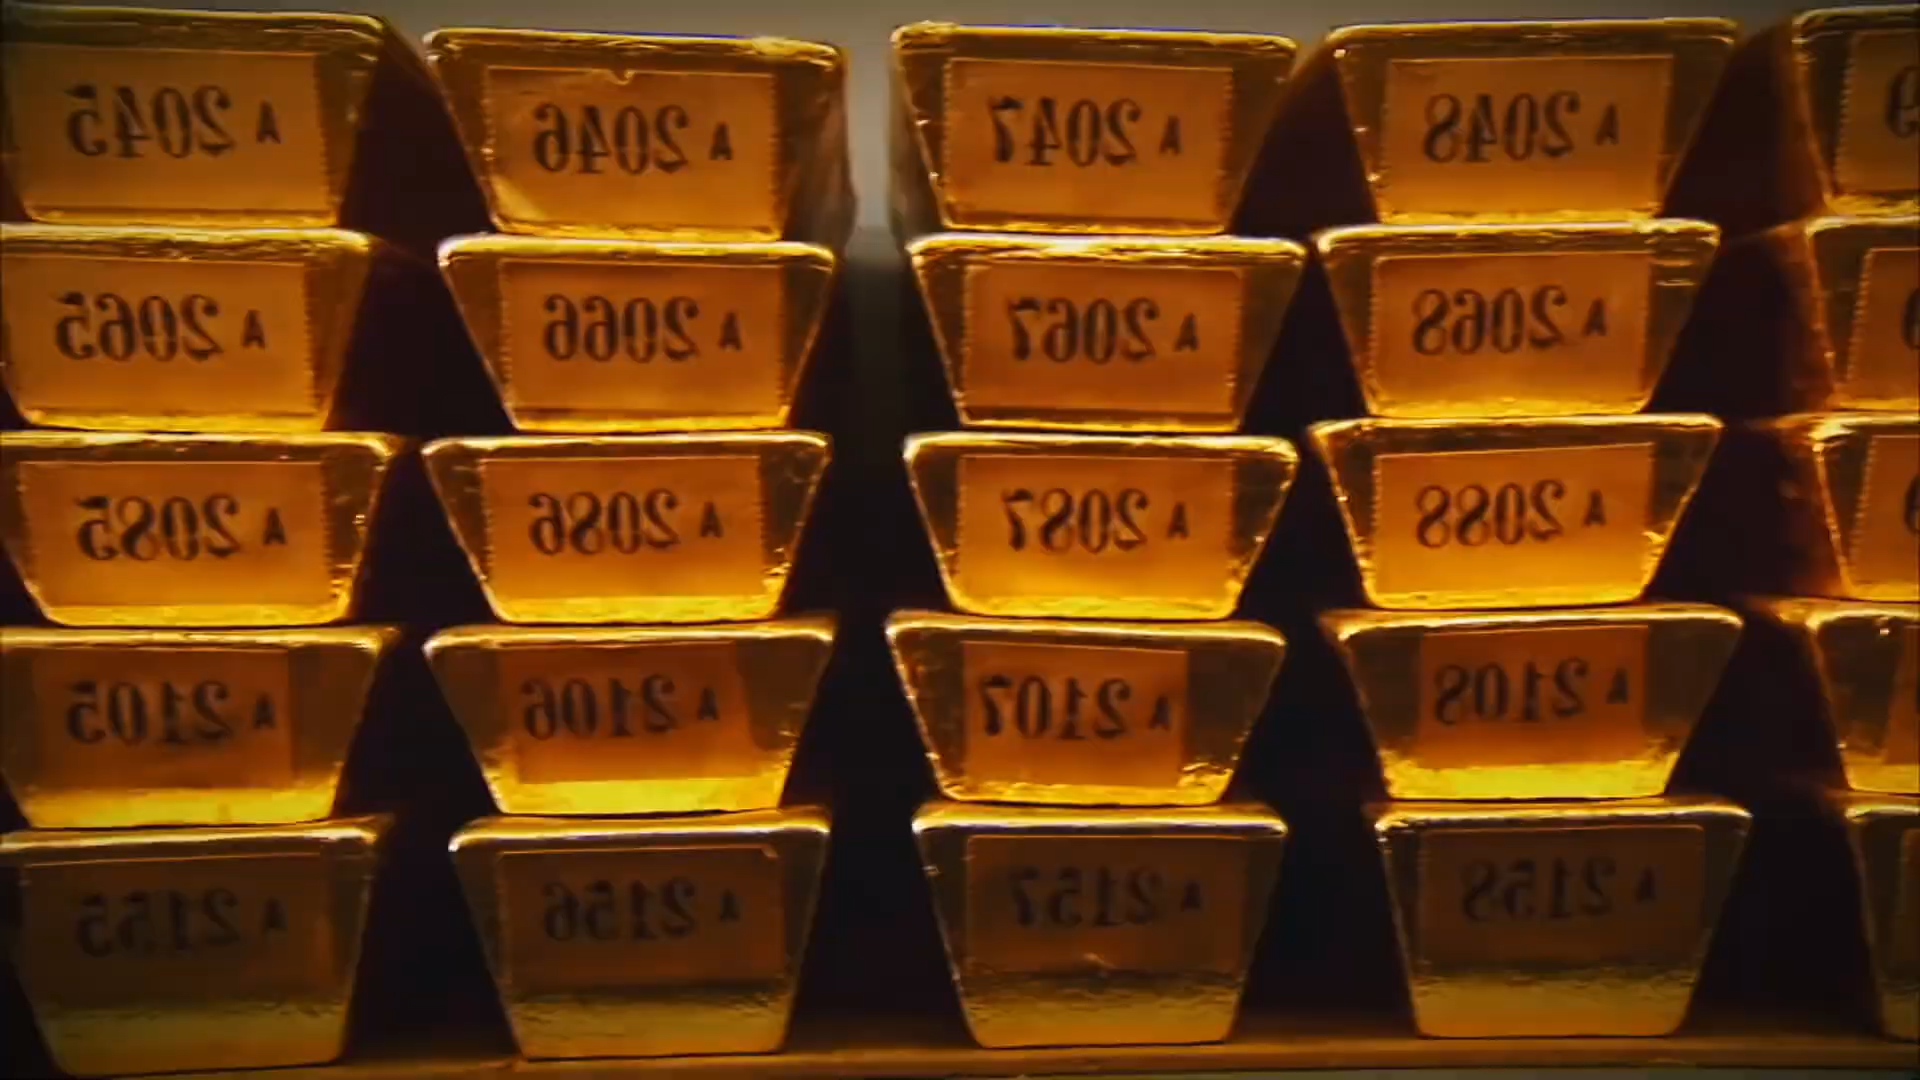 A 2045 A 2046 A 2047 A 2048
A 2065 A 2066 A 2067 A 2068
A 2085 A 2086 A 2087 A 2088
A 2105 A 2106 A 2107 A 2108
A 2155 A 2156 A 2157 A 2158